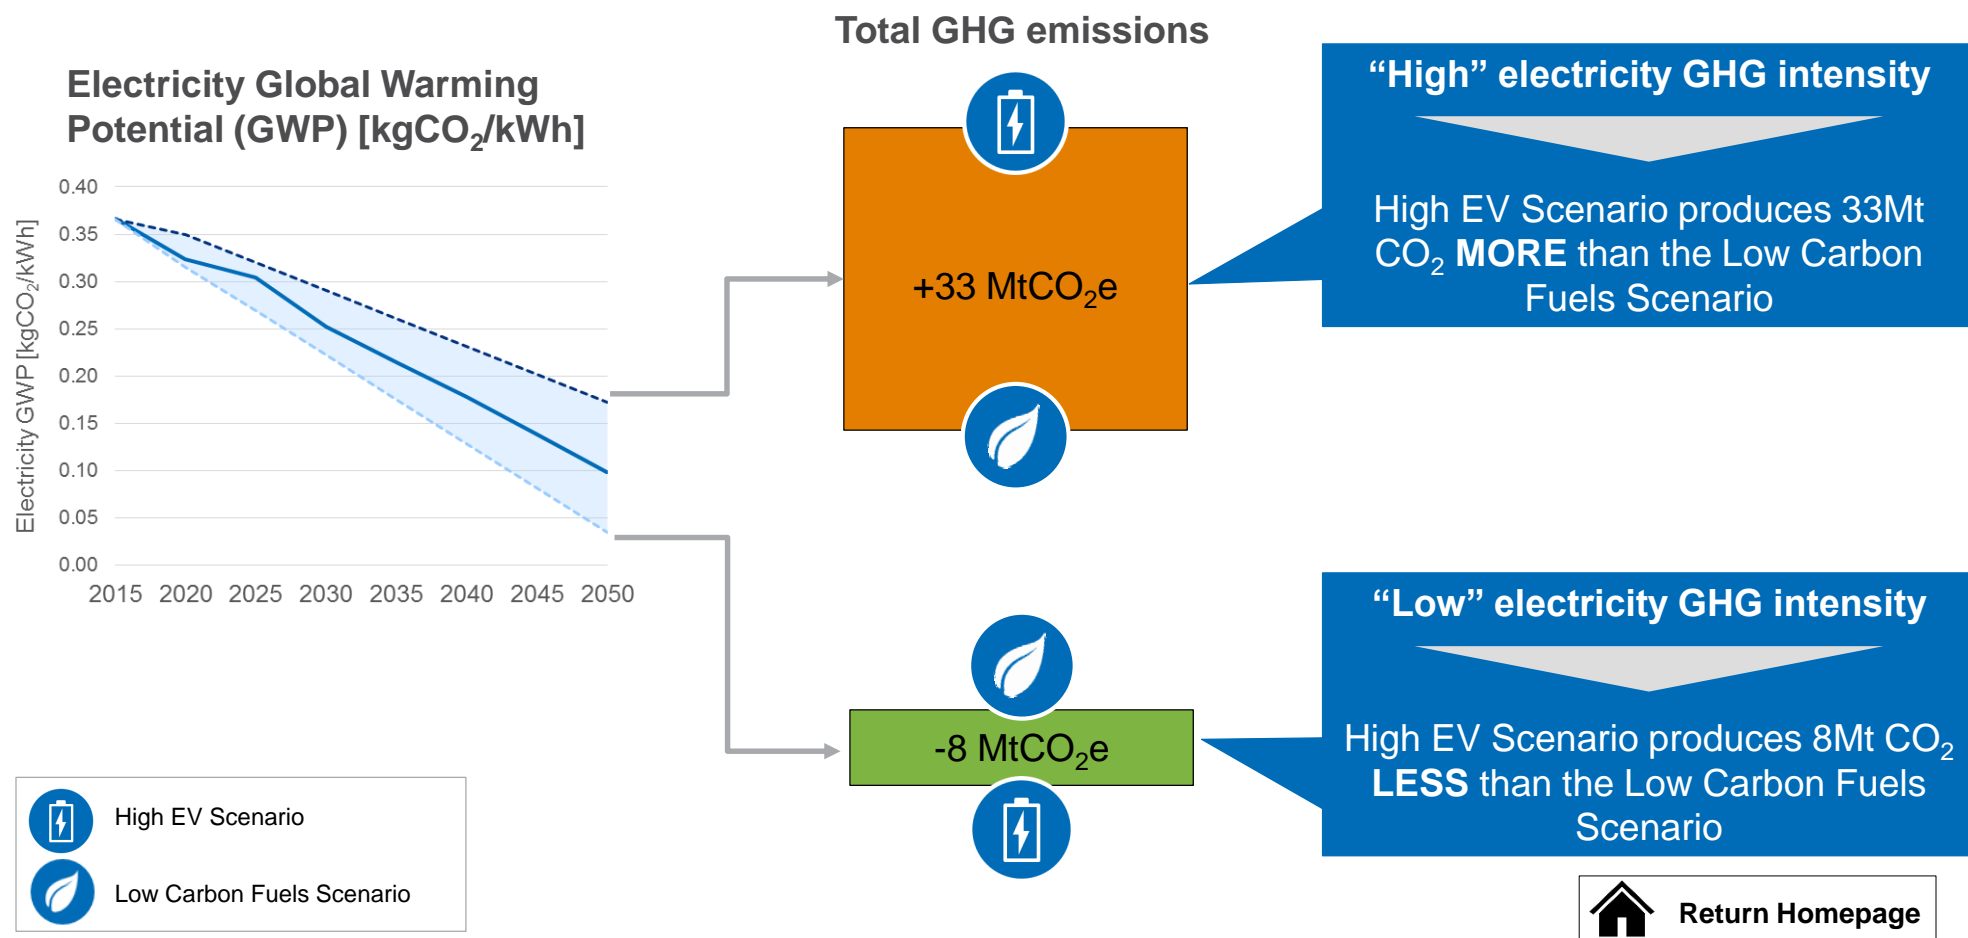 Total GHG emissions
Electricity Global Warming
Potential (GWP) [kgCO₂/kWh]
Electricity GWP [kgCO₂/kWh]
0.40
0.35
0.30
0.25
0.20
0.15
0.10
0.05
0.00
2015 2020 2025 2030 2035 2040 2045 2050
+33 MtCO₂e
“High” electricity GHG intensity
High EV Scenario produces 33Mt
CO₂ MORE than the Low Carbon
Fuels Scenario
-8 MtCO₂e
“Low” electricity GHG intensity
High EV Scenario produces 8Mt CO₂
LESS than the Low Carbon Fuels
Scenario
High EV Scenario
Low Carbon Fuels Scenario
Return Homepage